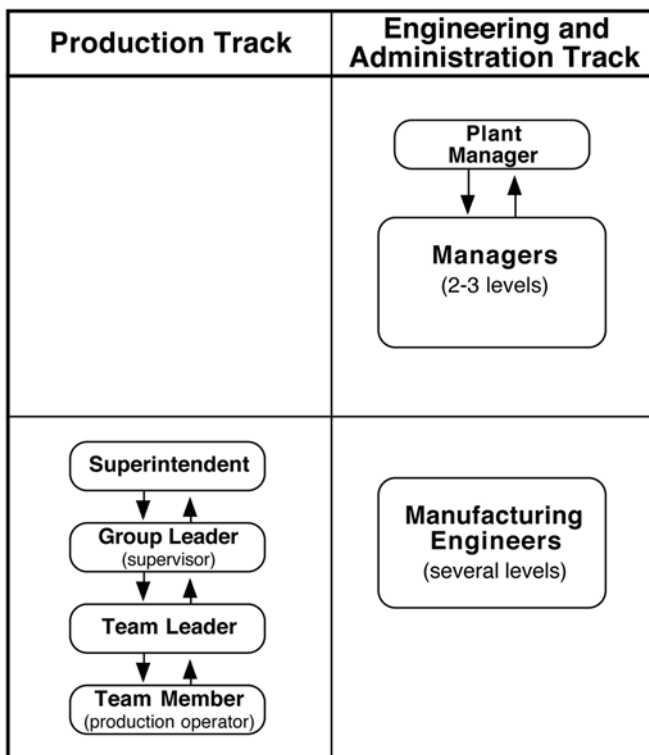 Production Track
Engineering and
Administration Track
Plant
Manager
Managers
(2-3 levels)
Superintendent
Group Leader
(supervisor)
Team Leader
Team Member
(production operator)
Manufacturing
Engineers
(several levels)